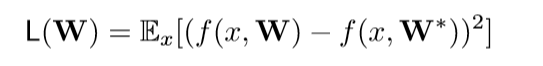 L(𝐖) = 𝔼ₓ[(f(x, 𝐖) − f(x, 𝐖*))²]